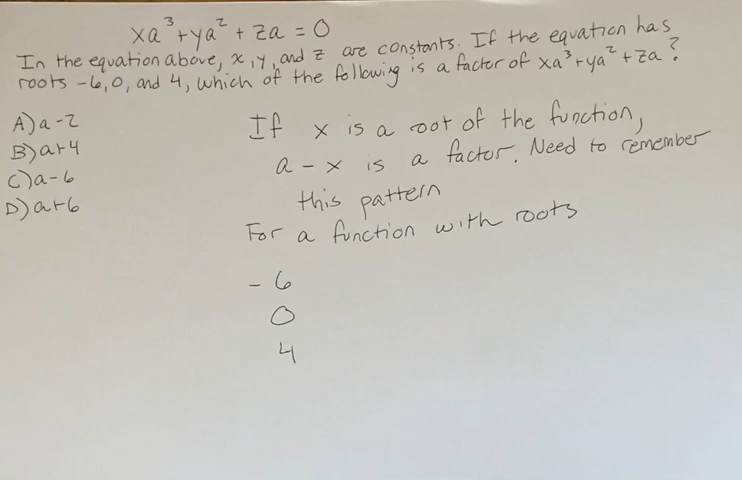 xa³+ya²+za=0
In the equation above, x,y, and z are constants. If the equation has
roots -6,0, and 4, which of the following is a factor of xa³+ya²+za?
A) a-2
B) a+4
C) a-6
D) a+6
If x is a root of the function,
a-x is a factor. Need to remember
this pattern
For a function with roots
-6
0
4